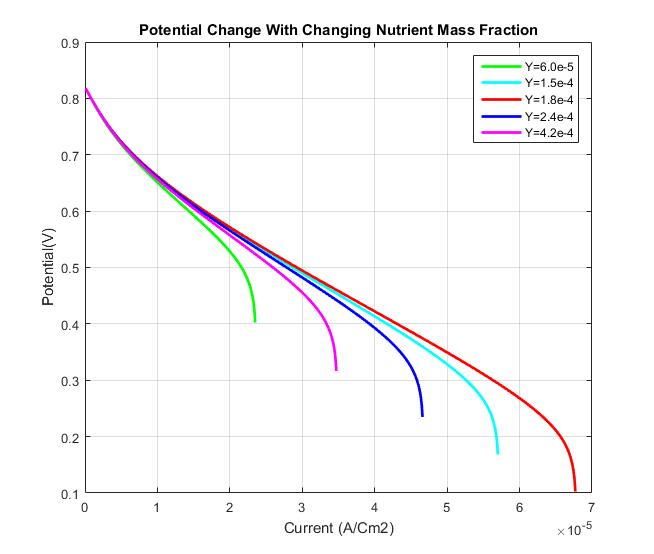 Potential Change With Changing Nutrient Mass Fraction
0.9
0.8
0.7
0.6
0.5
0.4
0.3
0.2
0.1
Potential(V)
Y=6.0e-5
Y=1.5e-4
Y=1.8e-4
Y=2.4e-4
Y=4.2e-4
0 1 2 3 4 5 6 7
Current (A/Cm2)
×10⁻⁵